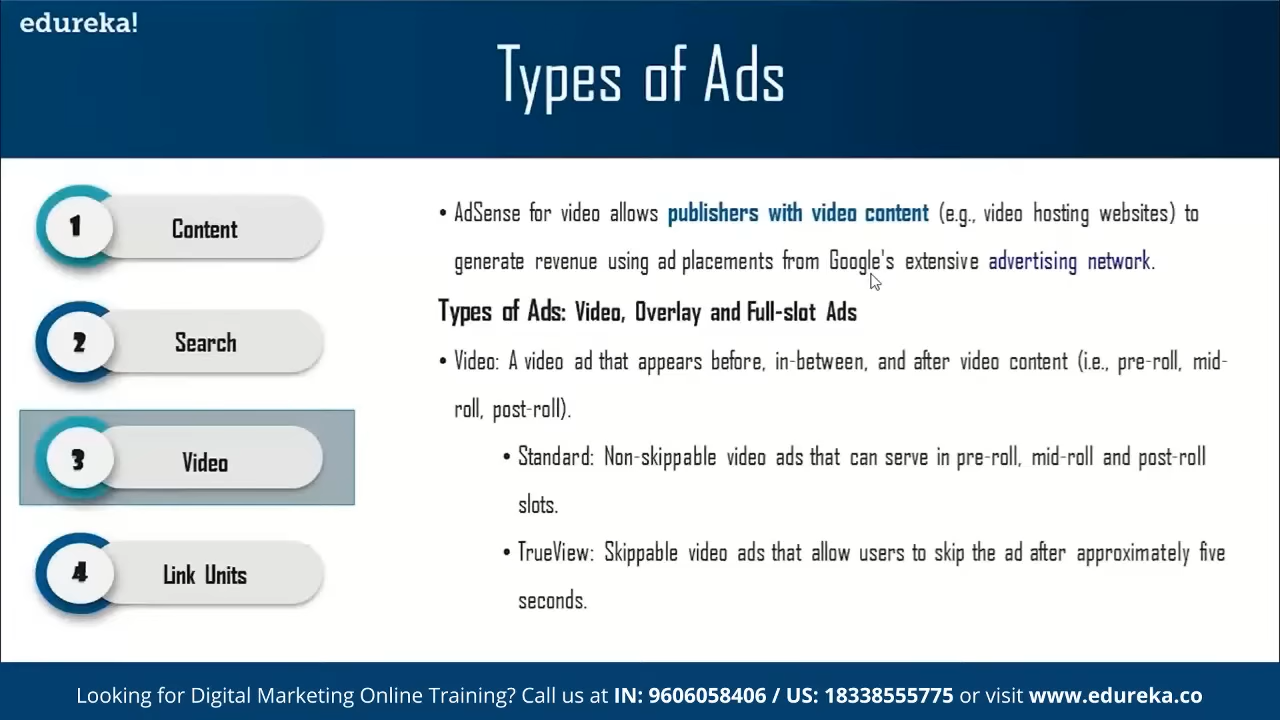 edureka!
Types of Ads
1 Content
2 Search
3 Video
4 Link Units
• AdSense for video allows publishers with video content (e.g., video hosting websites) to
generate revenue using ad placements from Google's extensive advertising network.
Types of Ads: Video, Overlay and Full-slot Ads
• Video: A video ad that appears before, in-between, and after video content (i.e., pre-roll, mid-
roll, post-roll).
• Standard: Non-skippable video ads that can serve in pre-roll, mid-roll and post-roll
slots.
• TrueView: Skippable video ads that allow users to skip the ad after approximately five
seconds.
Looking for Digital Marketing Online Training? Call us at IN: 9606058406 / US: 18338555775 or visit www.edureka.co